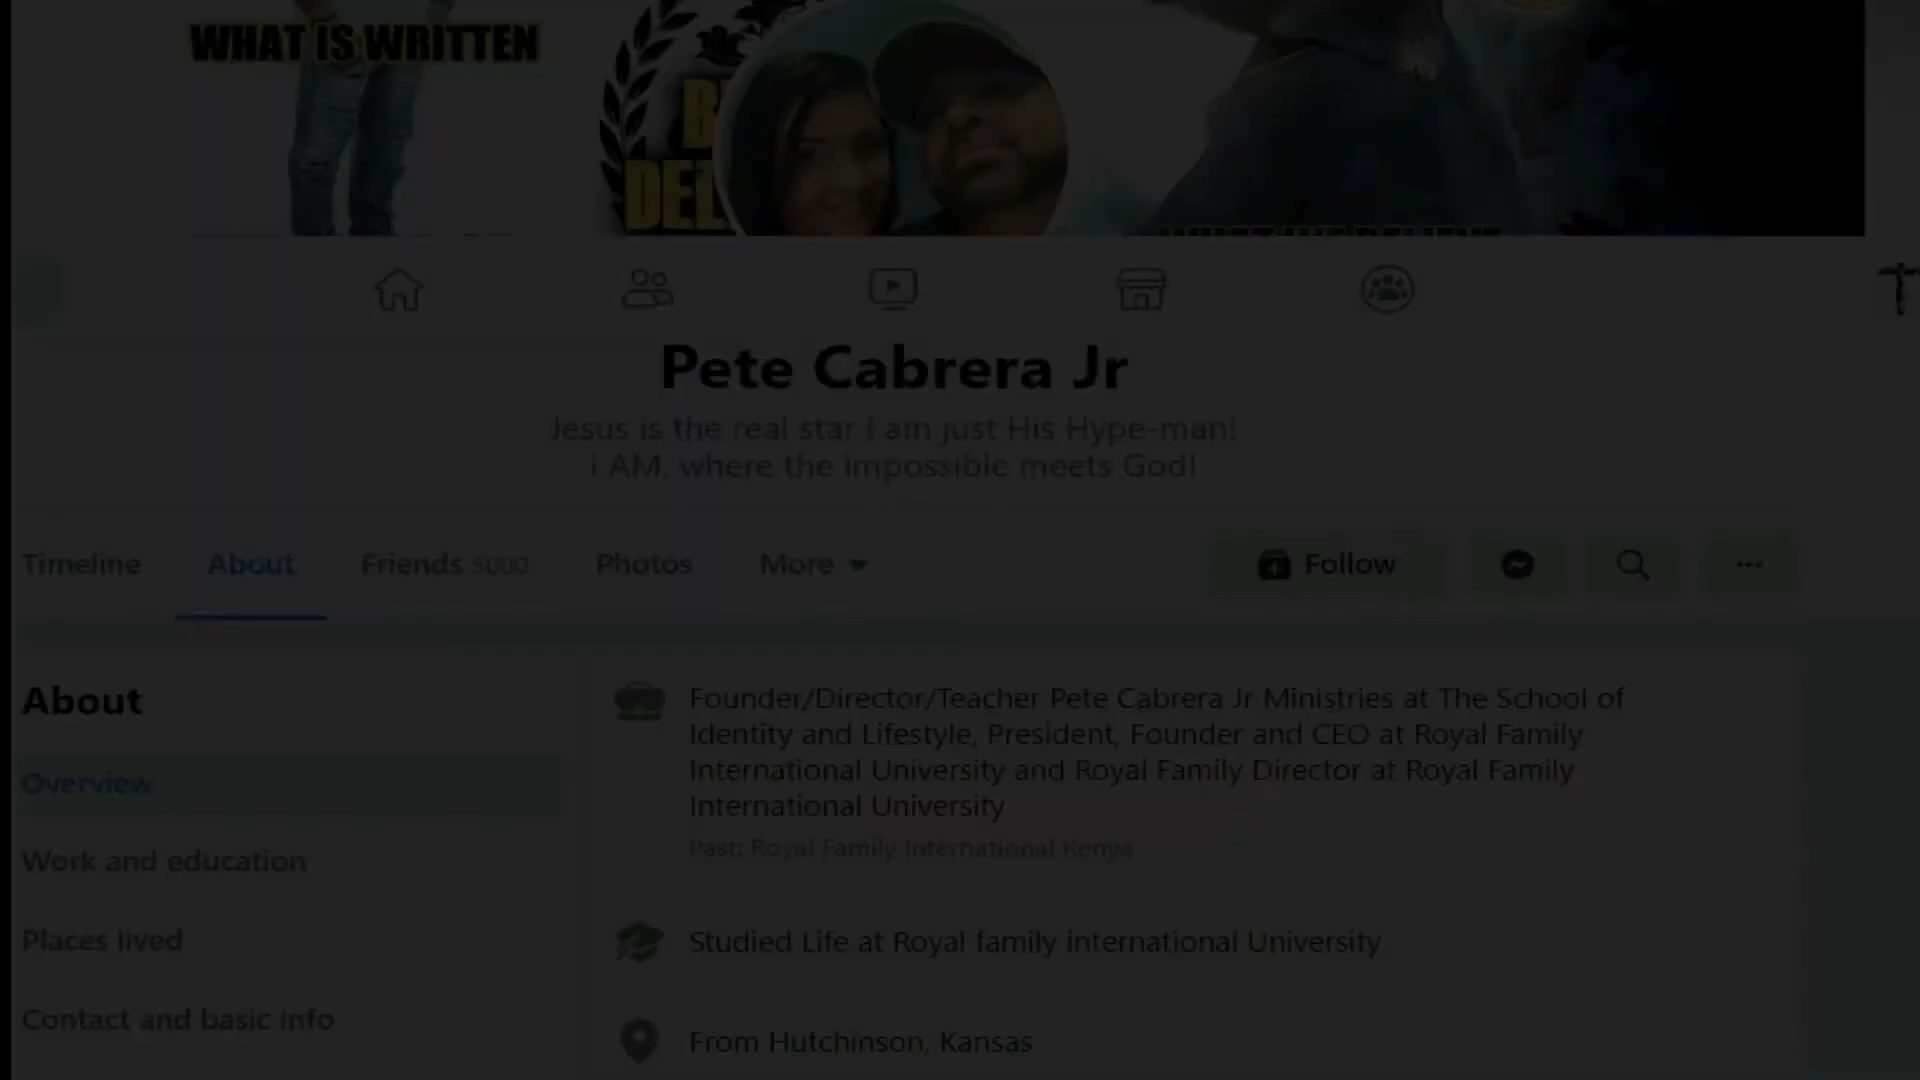 WHAT IS WRITTEN
Pete Cabrera Jr
Jesus is the real star I am just His Hype-man!
I AM, where the impossible meets God!
Timeline About Friends 5000 Photos More Follow
About
Overview
Work and education
Places lived
Contact and basic info
Founder/Director/Teacher Pete Cabrera Jr Ministries at The School of
Identity and Lifestyle, President, Founder and CEO at Royal Family
International University and Royal Family Director at Royal Family
International University
Past: Royal Family International Kenya
Studied Life at Royal family international University
From Hutchinson, Kansas